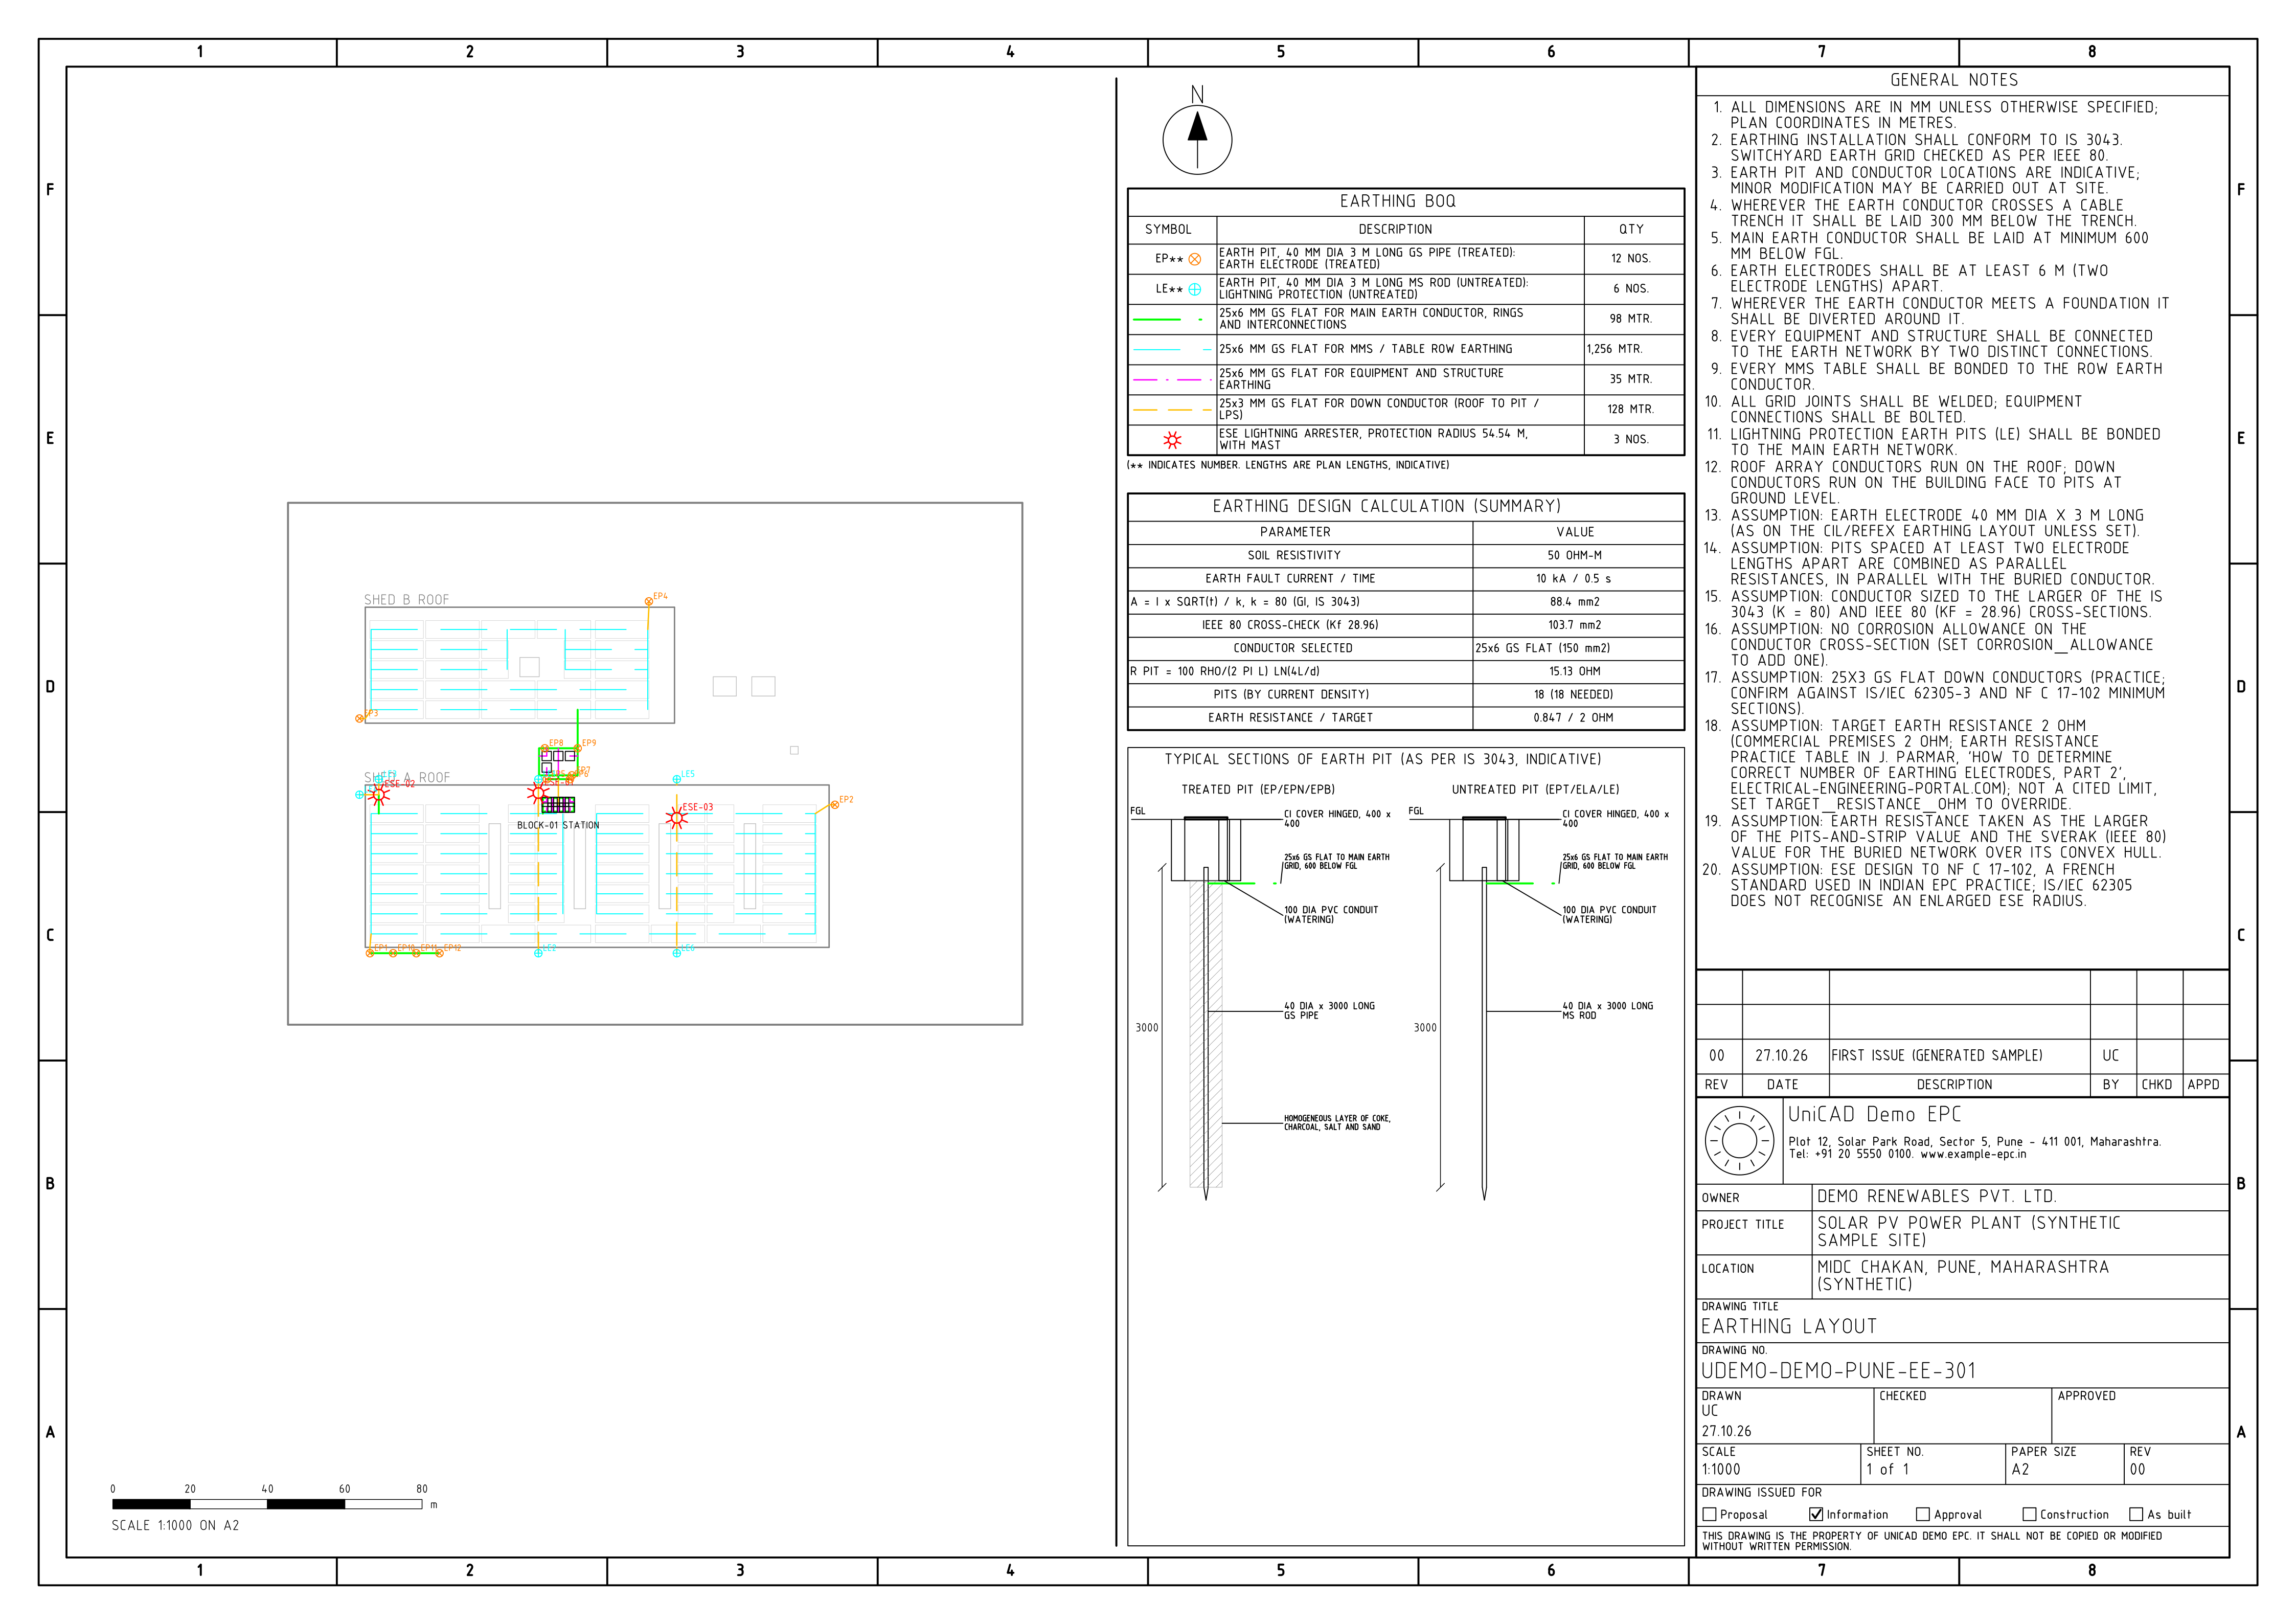 1 2 3 4 5 6 7 8
F
E
D
C
B
A
N
EARTHING BOQ
SYMBOL DESCRIPTION QTY
EP** EARTH PIT, 40 MM DIA 3 M LONG GS PIPE (TREATED): 12 NOS.
EARTH ELECTRODE (TREATED)
LE** EARTH PIT, 40 MM DIA 3 M LONG MS ROD (UNTREATED): 6 NOS.
LIGHTNING PROTECTION (UNTREATED)
25x6 MM GS FLAT FOR MAIN EARTH CONDUCTOR, RINGS 98 MTR.
AND INTERCONNECTIONS
25x6 MM GS FLAT FOR MMS / TABLE ROW EARTHING 1,256 MTR.
25x6 MM GS FLAT FOR EQUIPMENT AND STRUCTURE 35 MTR.
EARTHING
25x3 MM GS FLAT FOR DOWN CONDUCTOR (ROOF TO PIT / 128 MTR.
LPS)
ESE LIGHTNING ARRESTER, PROTECTION RADIUS 54.54 M, 3 NOS.
WITH MAST
(** INDICATES NUMBER. LENGTHS ARE PLAN LENGTHS, INDICATIVE)
EARTHING DESIGN CALCULATION (SUMMARY)
PARAMETER VALUE
SOIL RESISTIVITY 50 OHM-M
EARTH FAULT CURRENT / TIME 10 kA / 0.5 s
A = I x SQRT(t) / k, k = 80 (GI, IS 3043) 88.4 mm2
IEEE 80 CROSS-CHECK (Kf 28.96) 103.7 mm2
CONDUCTOR SELECTED 25x6 GS FLAT (150 mm2)
R PIT = 100 RHO/(2 PI L) LN(4L/d) 15.13 OHM
PITS (BY CURRENT DENSITY) 18 (18 NEEDED)
EARTH RESISTANCE / TARGET 0.847 / 2 OHM
TYPICAL SECTIONS OF EARTH PIT (AS PER IS 3043, INDICATIVE)
TREATED PIT (EP/EPN/EPB)
FGL
CI COVER HINGED, 400 x
400
25x6 GS FLAT TO MAIN EARTH
GRID, 600 BELOW FGL
100 DIA PVC CONDUIT
(WATERING)
40 DIA x 3000 LONG
GS PIPE
3000
HOMOGENEOUS LAYER OF COKE,
CHARCOAL, SALT AND SAND
UNTREATED PIT (EPT/ELA/LE)
FGL
CI COVER HINGED, 400 x
400
25x6 GS FLAT TO MAIN EARTH
GRID, 600 BELOW FGL
100 DIA PVC CONDUIT
(WATERING)
40 DIA x 3000 LONG
MS ROD
3000
SHED B ROOF
EP4
EP3
EP8 EP9
SHED A ROOF
ESE-02
LE5
ESE-03
EP2
BLOCK-01 STATION
EP1 EP10 EP11 EP12
LE2
LE6
0 20 40 60 80 m
SCALE 1:1000 ON A2
GENERAL NOTES
1. ALL DIMENSIONS ARE IN MM UNLESS OTHERWISE SPECIFIED;
PLAN COORDINATES IN METRES.
2. EARTHING INSTALLATION SHALL CONFORM TO IS 3043.
SWITCHYARD EARTH GRID CHECKED AS PER IEEE 80.
3. EARTH PIT AND CONDUCTOR LOCATIONS ARE INDICATIVE;
MINOR MODIFICATION MAY BE CARRIED OUT AT SITE.
4. WHEREVER THE EARTH CONDUCTOR CROSSES A CABLE
TRENCH IT SHALL BE LAID 300 MM BELOW THE TRENCH.
5. MAIN EARTH CONDUCTOR SHALL BE LAID AT MINIMUM 600
MM BELOW FGL.
6. EARTH ELECTRODES SHALL BE AT LEAST 6 M (TWO
ELECTRODE LENGTHS) APART.
7. WHEREVER THE EARTH CONDUCTOR MEETS A FOUNDATION IT
SHALL BE DIVERTED AROUND IT.
8. EVERY EQUIPMENT AND STRUCTURE SHALL BE CONNECTED
TO THE EARTH NETWORK BY TWO DISTINCT CONNECTIONS.
9. EVERY MMS TABLE SHALL BE BONDED TO THE ROW EARTH
CONDUCTOR.
10. ALL GRID JOINTS SHALL BE WELDED; EQUIPMENT
CONNECTIONS SHALL BE BOLTED.
11. LIGHTNING PROTECTION EARTH PITS (LE) SHALL BE BONDED
TO THE MAIN EARTH NETWORK.
12. ROOF ARRAY CONDUCTORS RUN ON THE ROOF; DOWN
CONDUCTORS RUN ON THE BUILDING FACE TO PITS AT
GROUND LEVEL.
13. ASSUMPTION: EARTH ELECTRODE 40 MM DIA X 3 M LONG
(AS ON THE CIL/REFEX EARTHING LAYOUT UNLESS SET).
14. ASSUMPTION: PITS SPACED AT LEAST TWO ELECTRODE
LENGTHS APART ARE COMBINED AS PARALLEL
RESISTANCES, IN PARALLEL WITH THE BURIED CONDUCTOR.
15. ASSUMPTION: CONDUCTOR SIZED TO THE LARGER OF THE IS
3043 (K = 80) AND IEEE 80 (KF = 28.96) CROSS-SECTIONS.
16. ASSUMPTION: NO CORROSION ALLOWANCE ON THE
CONDUCTOR CROSS-SECTION (SET CORROSION_ALLOWANCE
TO ADD ONE).
17. ASSUMPTION: 25X3 GS FLAT DOWN CONDUCTORS (PRACTICE;
CONFIRM AGAINST IS/IEC 62305-3 AND NF C 17-102 MINIMUM
SECTIONS).
18. ASSUMPTION: TARGET EARTH RESISTANCE 2 OHM
(COMMERCIAL PREMISES 2 OHM; EARTH RESISTANCE
PRACTICE TABLE IN J. PARMAR, 'HOW TO DETERMINE
CORRECT NUMBER OF EARTHING ELECTRODES, PART 2',
ELECTRICAL-ENGINEERING-PORTAL.COM); NOT A CITED LIMIT,
SET TARGET_RESISTANCE_OHM TO OVERRIDE.
19. ASSUMPTION: EARTH RESISTANCE TAKEN AS THE LARGER
OF THE PITS-AND-STRIP VALUE AND THE SVERAK (IEEE 80)
VALUE FOR THE BURIED NETWORK OVER ITS CONVEX HULL.
20. ASSUMPTION: ESE DESIGN TO NF C 17-102, A FRENCH
STANDARD USED IN INDIAN EPC PRACTICE; IS/IEC 62305
DOES NOT RECOGNISE AN ENLARGED ESE RADIUS.
00 27.10.26 FIRST ISSUE (GENERATED SAMPLE) UC
REV DATE DESCRIPTION BY CHKD APPD
UniCAD Demo EPC
Plot 12, Solar Park Road, Sector 5, Pune - 411 001, Maharashtra.
Tel: +91 20 5550 0100. www.example-epc.in
OWNER DEMO RENEWABLES PVT. LTD.
PROJECT TITLE SOLAR PV POWER PLANT (SYNTHETIC
SAMPLE SITE)
LOCATION MIDC CHAKAN, PUNE, MAHARASHTRA
(SYNTHETIC)
DRAWING TITLE
EARTHING LAYOUT
DRAWING NO.
UDEMO-DEMO-PUNE-EE-301
DRAWN CHECKED APPROVED
UC
27.10.26
SCALE SHEET NO. PAPER SIZE REV
1:1000 1 of 1 A2 00
DRAWING ISSUED FOR
Proposal Information Approval Construction As built
THIS DRAWING IS THE PROPERTY OF UNICAD DEMO EPC. IT SHALL NOT BE COPIED OR MODIFIED
WITHOUT WRITTEN PERMISSION.
F
E
D
C
B
A
1 2 3 4 5 6 7 8